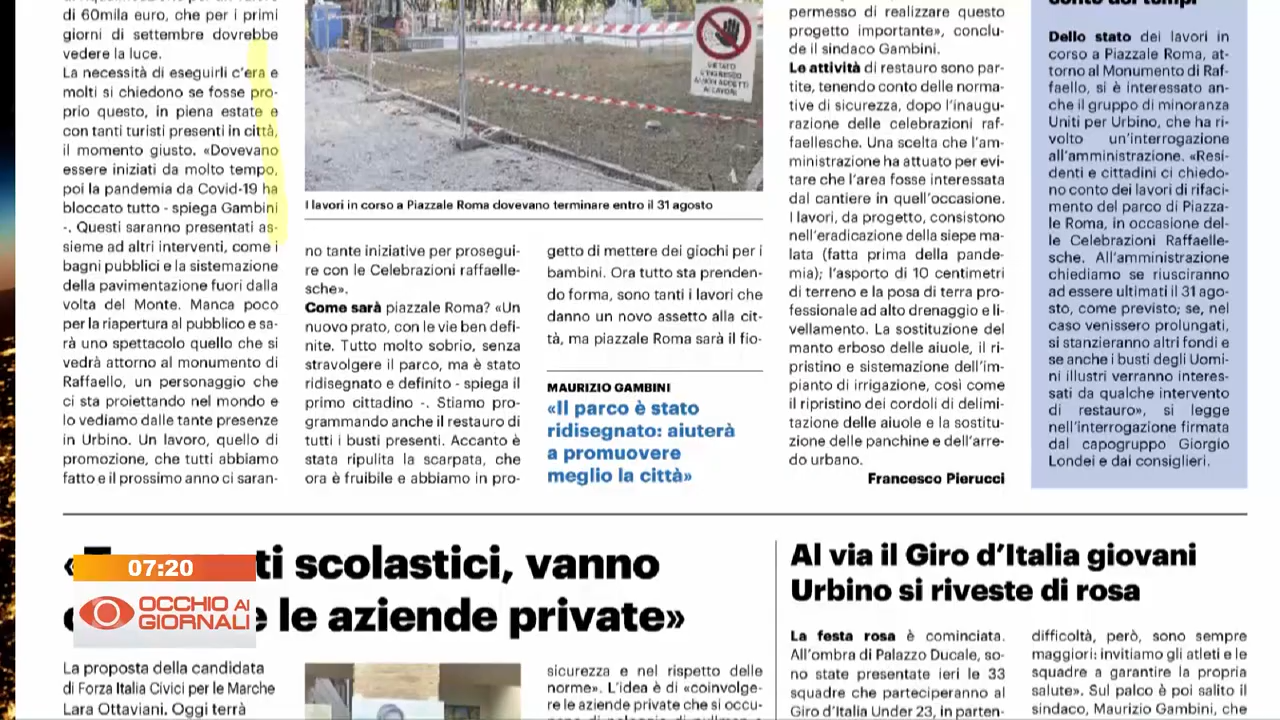 di 60mila euro, che per i primi
giorni di settembre dovrebbe
vedere la luce.
La necessità di eseguirli c'era e
molti si chiedono se fosse pro-
prio questo, in piena estate e
con tanti turisti presenti in città,
il momento giusto. «Dovevano
essere iniziati da molto tempo,
poi la pandemia da Covid-19 ha
bloccato tutto - spiega Gambini
-. Questi saranno presentati as-
sieme ad altri interventi, come i
bagni pubblici e la sistemazione
della pavimentazione fuori dalla
volta del Monte. Manca poco
per la riapertura al pubblico e sa-
rà uno spettacolo quello che si
vedrà attorno al monumento di
Raffaello, un personaggio che
ci sta proiettando nel mondo e
lo vediamo dalle tante presenze
in Urbino. Un lavoro, quello di
promozione, che tutti abbiamo
fatto e il prossimo anno ci saran-
VIETATO
L'INGRESSO
AI NON ADDETTI
AI LAVORI
I lavori in corso a Piazzale Roma dovevano terminare entro il 31 agosto
no tante iniziative per prosegui-
re con le Celebrazioni raffaelle-
sche».
Come sarà piazzale Roma? «Un
nuovo prato, con le vie ben defi-
nite. Tutto molto sobrio, senza
stravolgere il parco, ma è stato
ridisegnato e definito - spiega il
primo cittadino -. Stiamo pro-
grammando anche il restauro di
tutti i busti presenti. Accanto è
stata ripulita la scarpata, che
ora è fruibile e abbiamo in pro-
getto di mettere dei giochi per i
bambini. Ora tutto sta prenden-
do forma, sono tanti i lavori che
danno un novo assetto alla cit-
tà, ma piazzale Roma sarà il fio-
MAURIZIO GAMBINI
«Il parco è stato
ridisegnato: aiuterà
a promuovere
meglio la città»
permesso di realizzare questo
progetto importante», conclu-
de il sindaco Gambini.
Le attività di restauro sono par-
tite, tenendo conto delle norma-
tive di sicurezza, dopo l'inaugu-
razione delle celebrazioni raf-
faellesche. Una scelta che l'am-
ministrazione ha attuato per evi-
tare che l'area fosse interessata
dal cantiere in quell'occasione.
I lavori, da progetto, consistono
nell'eradicazione della siepe ma-
lata (fatta prima della pande-
mia); l'asporto di 10 centimetri
di terreno e la posa di terra pro-
fessionale ad alto drenaggio e li-
vellamento. La sostituzione del
manto erboso delle aiuole, il ri-
pristino e sistemazione dell'im-
pianto di irrigazione, così come
il ripristino dei cordoli di delimi-
tazione delle aiuole e la sostitu-
zione delle panchine e dell'arre-
do urbano.
Francesco Pierucci
Dello stato dei lavori in
corso a Piazzale Roma, at-
torno al Monumento di Raf-
faello, si è interessato an-
che il gruppo di minoranza
Uniti per Urbino, che ha ri-
volto un'interrogazione
all'amministrazione. «Resi-
denti e cittadini ci chiedo-
no conto dei lavori di rifaci-
mento del parco di Piazza-
le Roma, in occasione del-
le Celebrazioni Raffaelle-
sche. All'amministrazione
chiediamo se riusciranno
ad essere ultimati il 31 ago-
sto, come previsto; se, nel
caso venissero prolungati,
si stanzieranno altri fondi e
se anche i busti degli Uomi-
ni illustri verranno interes-
sati da qualche intervento
di restauro», si legge
nell'interrogazione firmata
dal capogruppo Giorgio
Londei e dai consiglieri.
scolastici, vanno
le aziende private»
07:20
OCCHIO AI
GIORNALI
La proposta della candidata
di Forza Italia Civici per le Marche
Lara Ottaviani. Oggi terrà
sicurezza e nel rispetto delle
norme». L'idea è di «coinvolge-
re le aziende private che si occu-
Al via il Giro d'Italia giovani
Urbino si riveste di rosa
La festa rosa è cominciata.
All'ombra di Palazzo Ducale, so-
no state presentate ieri le 33
squadre che parteciperanno al
Giro d'Italia Under 23, in parten-
difficoltà, però, sono sempre
maggiori: invitiamo gli atleti e le
squadre a garantire la propria
salute». Sul palco è poi salito il
sindaco, Maurizio Gambini, che